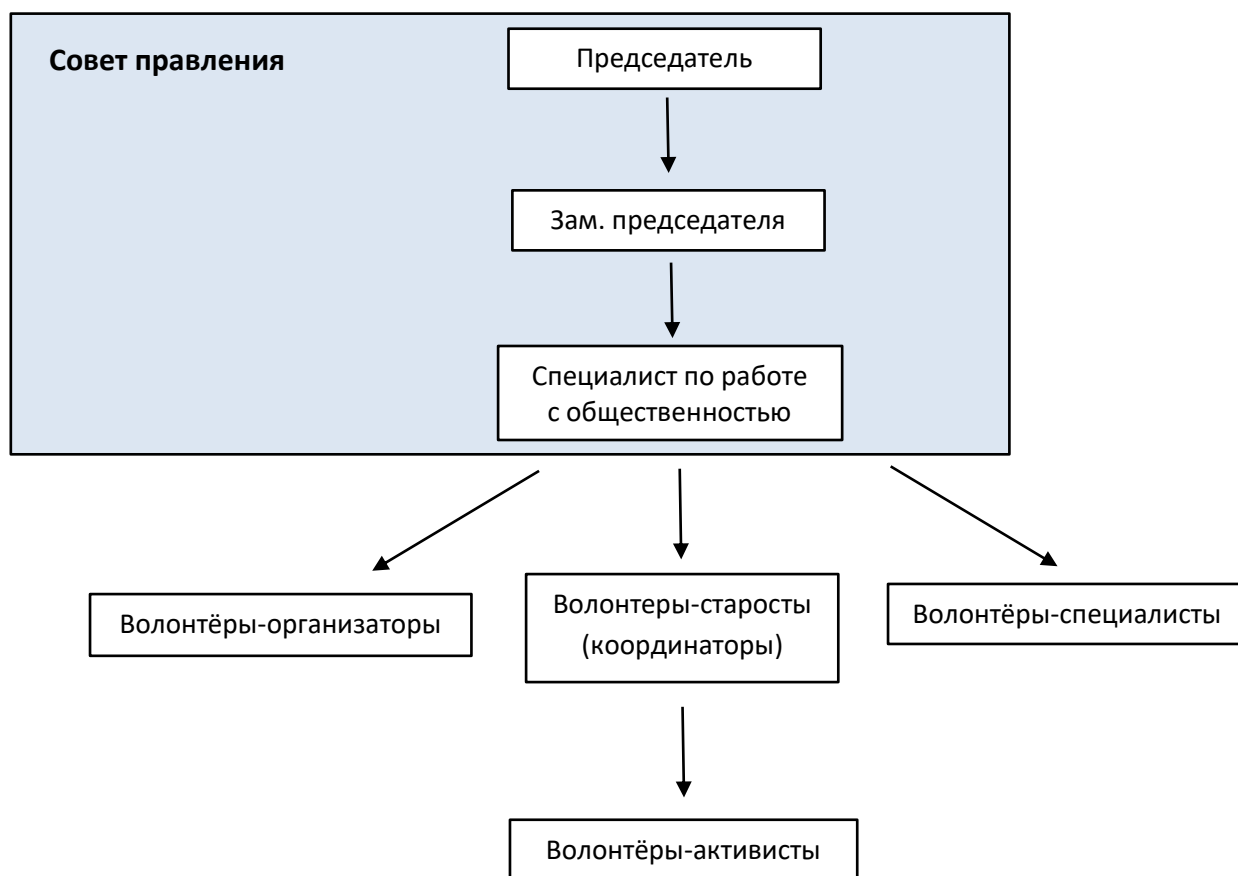 Совет правления
Председатель
Зам. председателя
Специалист по работе
с общественностью
Волонтёры-организаторы
Волонтеры-старосты
(координаторы)
Волонтёры-специалисты
Волонтёры-активисты